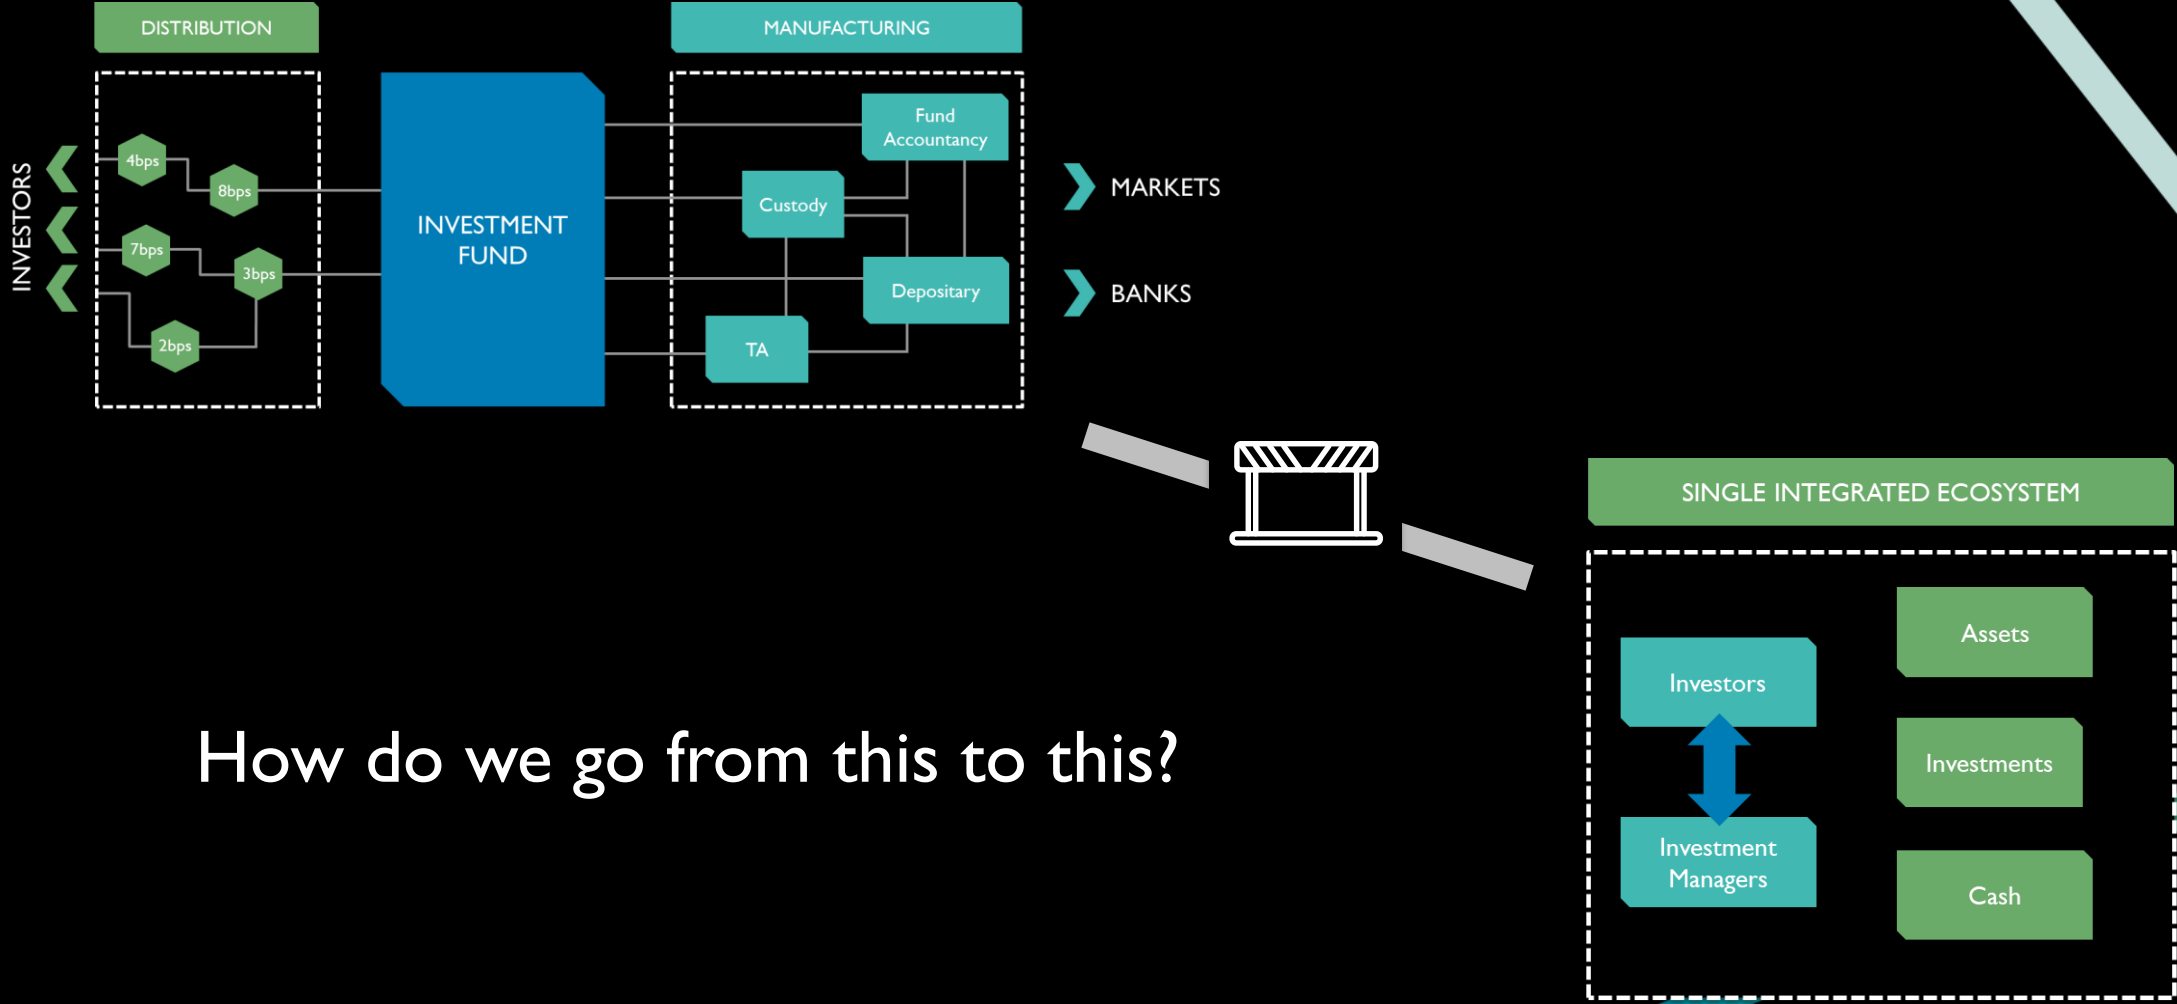 DISTRIBUTION
MANUFACTURING
INVESTORS
4bps
8bps
7bps
3bps
2bps
INVESTMENT
FUND
Fund
Accountancy
Custody
Depositary
TA
MARKETS
BANKS
SINGLE INTEGRATED ECOSYSTEM
Investors
Investment
Managers
Assets
Investments
Cash
How do we go from this to this?